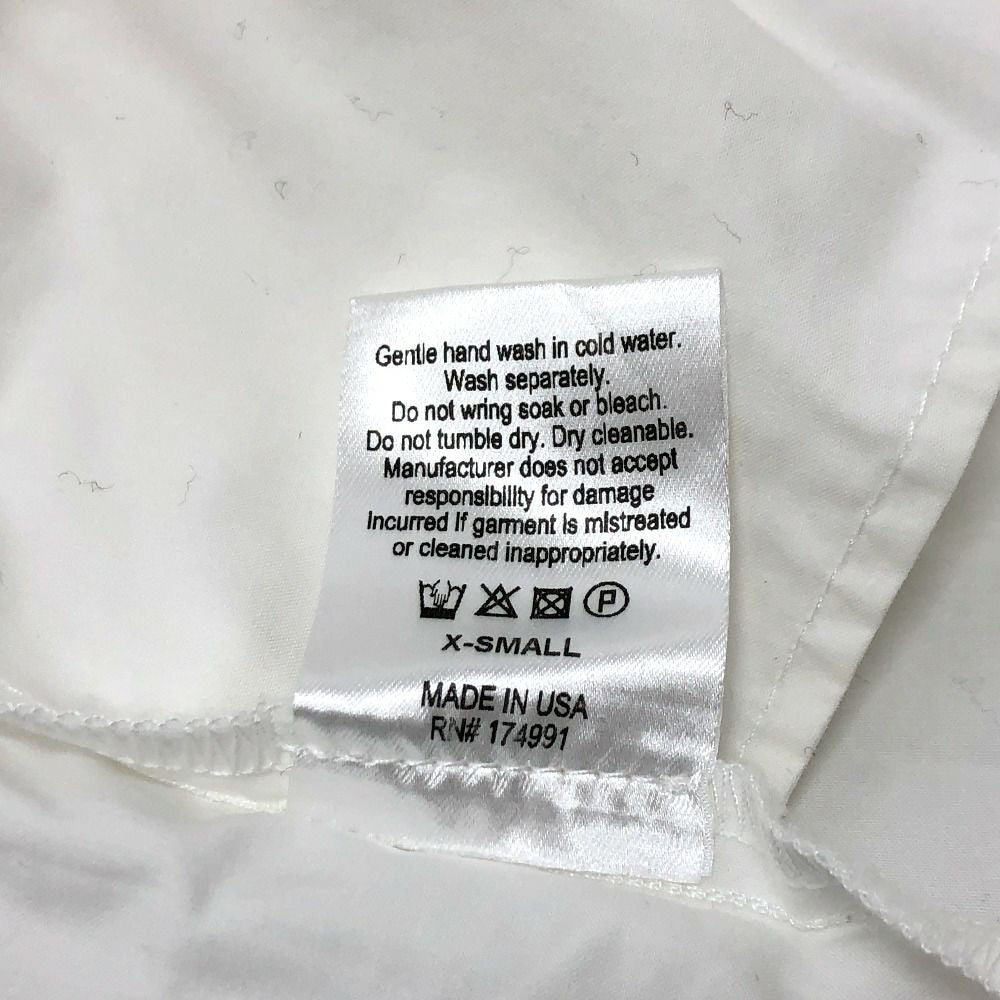 Gentle hand wash in cold water.
Wash separately.
Do not wring soak or bleach.
Do not tumble dry. Dry cleanable.
Manufacturer does not accept
responsibility for damage
incurred if garment is mistreated
or cleaned inappropriately.
P
X-SMALL
MADE IN USA
RN# 174991